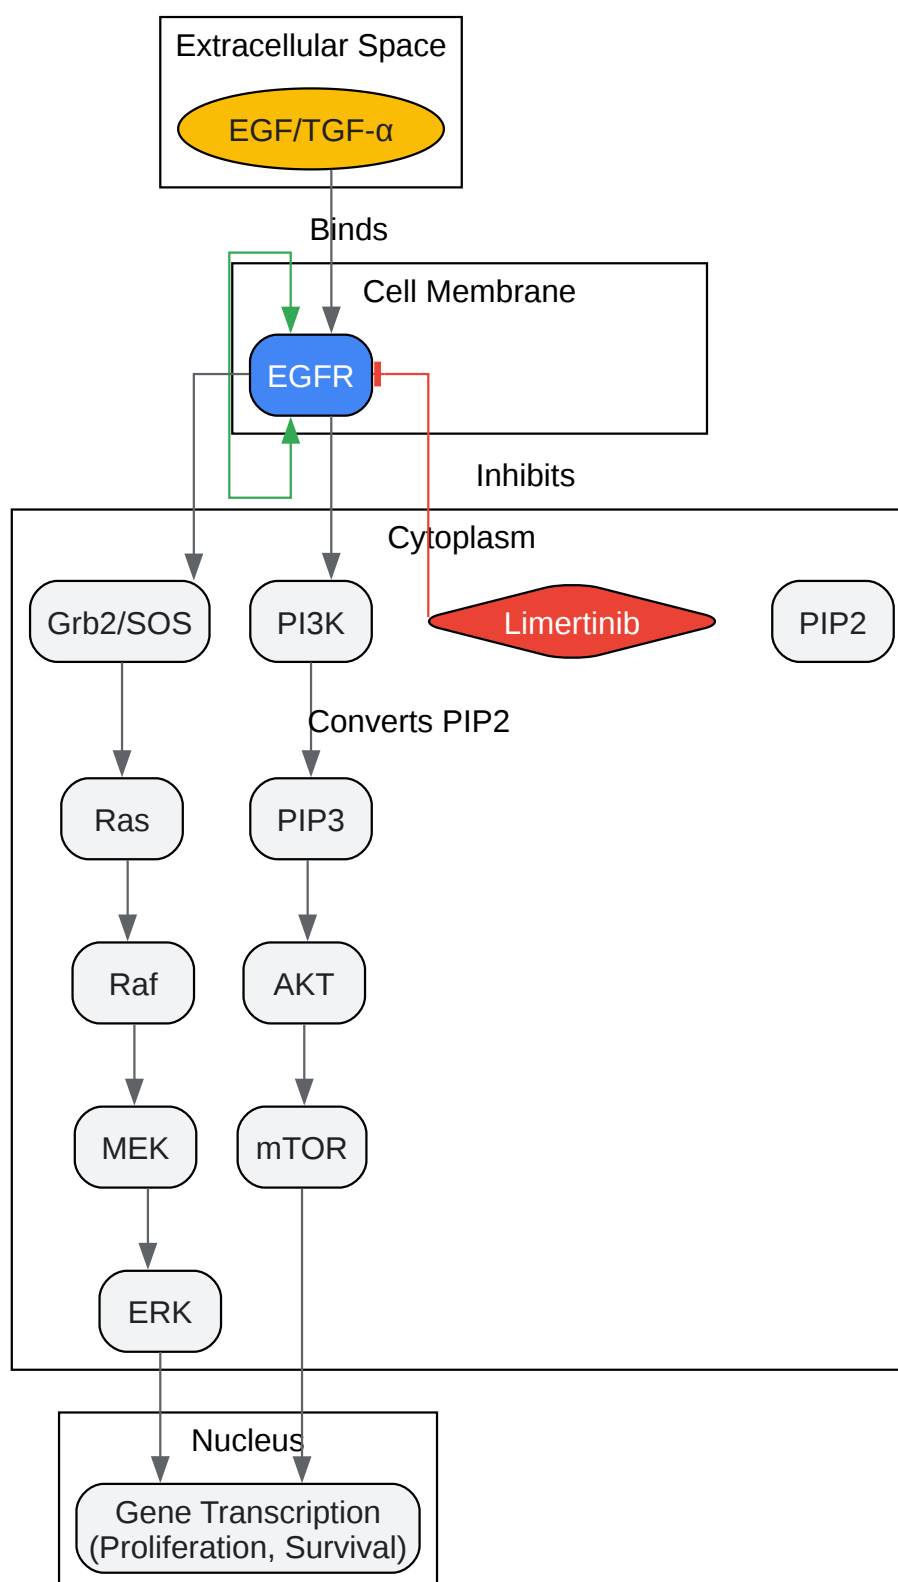 Extracellular Space
EGF/TGF-α
Binds
Cell Membrane
EGFR
Inhibits
Cytoplasm
Grb2/SOS
PI3K
Limertinib
PIP2
Converts PIP2
Ras
PIP3
Raf
AKT
MEK
mTOR
ERK
Nucleus
Gene Transcription
(Proliferation, Survival)